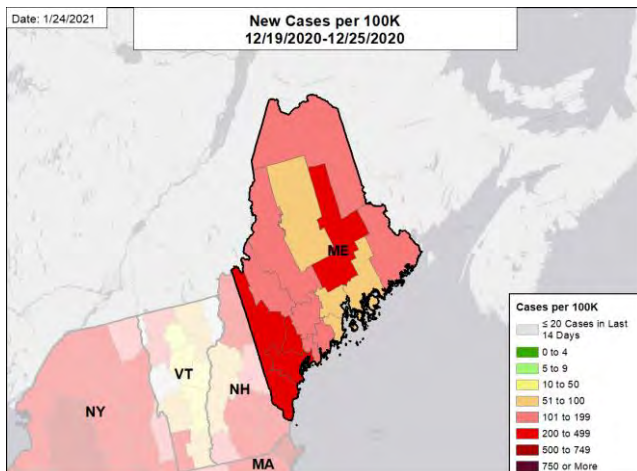 Date: 1/24/2021
New Cases per 100K
12/19/2020-12/25/2020
ME
VT
NH
NY
MA
Cases per 100K
≤ 20 Cases in Last
14 Days
0 to 4
5 to 9
10 to 50
51 to 100
101 to 199
200 to 499
500 to 749
750 or More